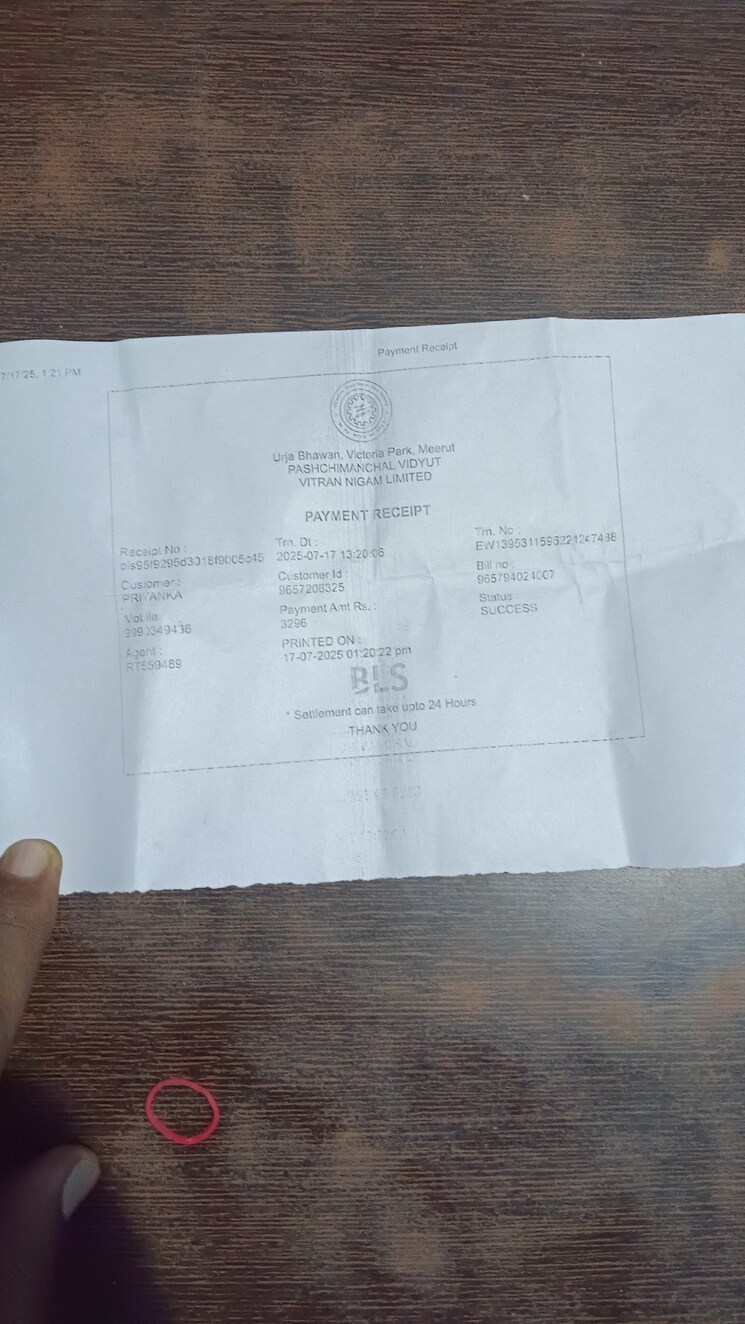 7/17/25, 1:21 PM
Payment Receipt
Urja Bhawan, Victoria Park, Meerut
PASHCHIMANCHAL VIDYUT
VITRAN NIGAM LIMITED
PAYMENT RECEIPT
Receipt No :
Trn. Dt :
2025-07-17 13:20:06
Trn. No :
EW1395311596221247488
Customer :
PRIYANKA
Customer Id :
9657208325
Bill no :
965794024007
Mobile
Payment Amt Rs. :
3296
Status
SUCCESS
Agent :
RT659489
PRINTED ON :
17-07-2025 01:20:22 pm
BLS
* Settlement can take upto 24 Hours
THANK YOU